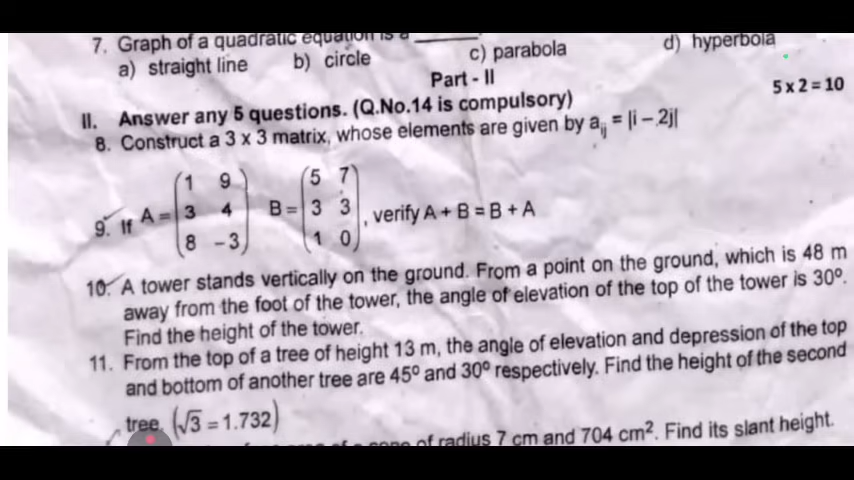 7. Graph of a quadratic equation is a ______
a) straight line b) circle c) parabola d) hyperbola
Part - II
II. Answer any 5 questions. (Q.No.14 is compulsory) 5 x 2 = 10
8. Construct a 3 x 3 matrix, whose elements are given by aᵢⱼ = |i – 2j|
1 9 5 7
9. If A = 3 4 B = 3 3 , verify A + B = B + A
8 -3 1 0
10. A tower stands vertically on the ground. From a point on the ground, which is 48 m
away from the foot of the tower, the angle of elevation of the top of the tower is 30º.
Find the height of the tower.
11. From the top of a tree of height 13 m, the angle of elevation and depression of the top
and bottom of another tree are 45º and 30º respectively. Find the height of the second
tree. (√3 = 1.732)
of a cone of radius 7 cm and 704 cm². Find its slant height.